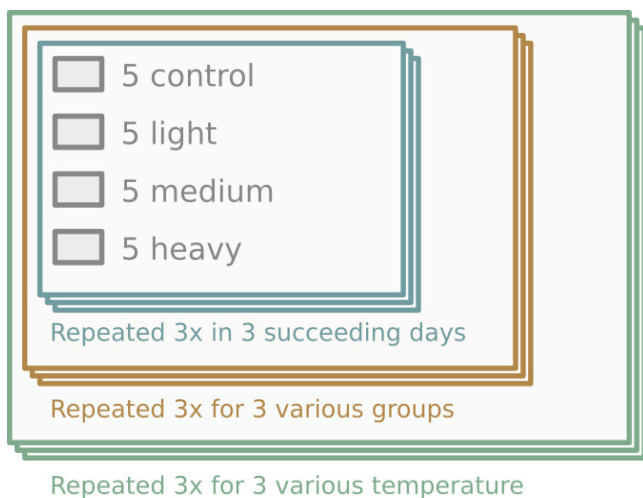 5 control
5 light
5 medium
5 heavy
Repeated 3x in 3 succeeding days
Repeated 3x for 3 various groups
Repeated 3x for 3 various temperature